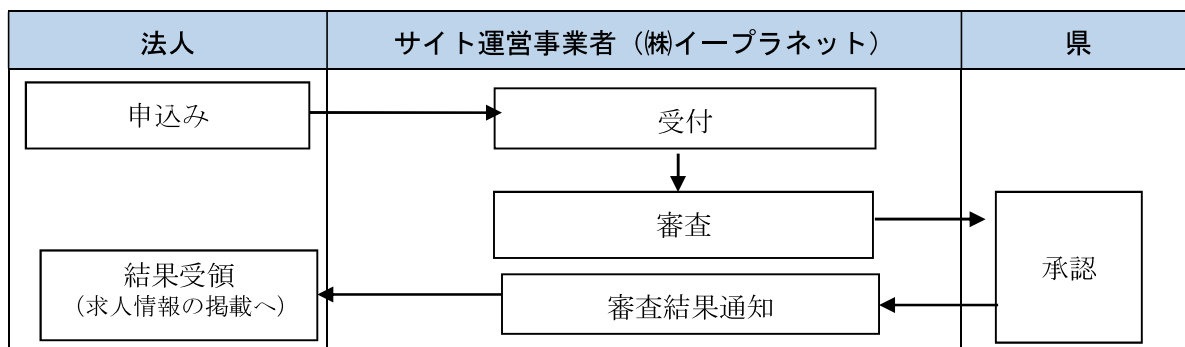 法人
サイト運営事業者（㈱イープラネット）
県
申込み
受付
審査
承認
審査結果通知
結果受領
（求人情報の掲載へ）